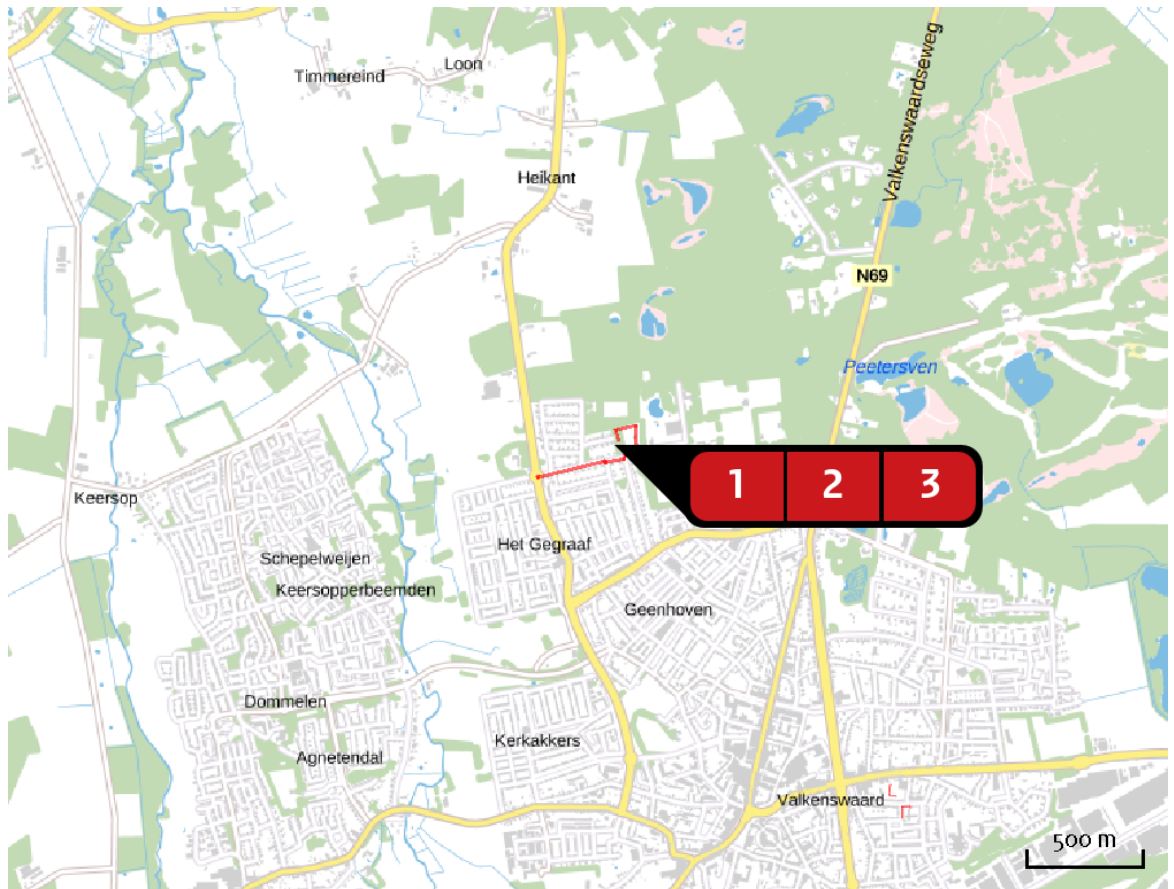 Loon
Timmereind
Valkenswaardseweg
Heikant
N69
Peetersven
1 2 3
Keersop
Het Gegraaf
Schepelweijen
Keersopperbeemden
Geenhoven
Dommelen
Kerkakkers
Agnetendal
Valkenswaard
500 m